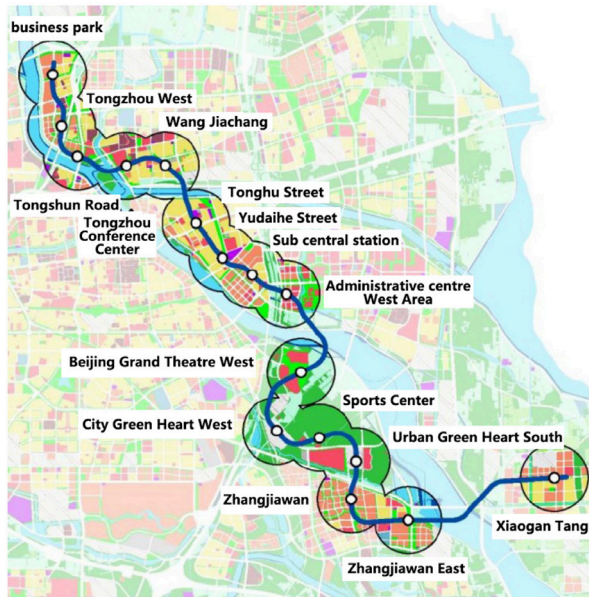 business park
Tongzhou West
Wang Jiachang
Tongshun Road
Tongzhou
Conference
Center
Tonghu Street
Yudaihe Street
Sub central station
Administrative centre
West Area
Beijing Grand Theatre West
Sports Center
City Green Heart West
Urban Green Heart South
Zhangjiawan
Xiaogan Tang
Zhangjiawan East